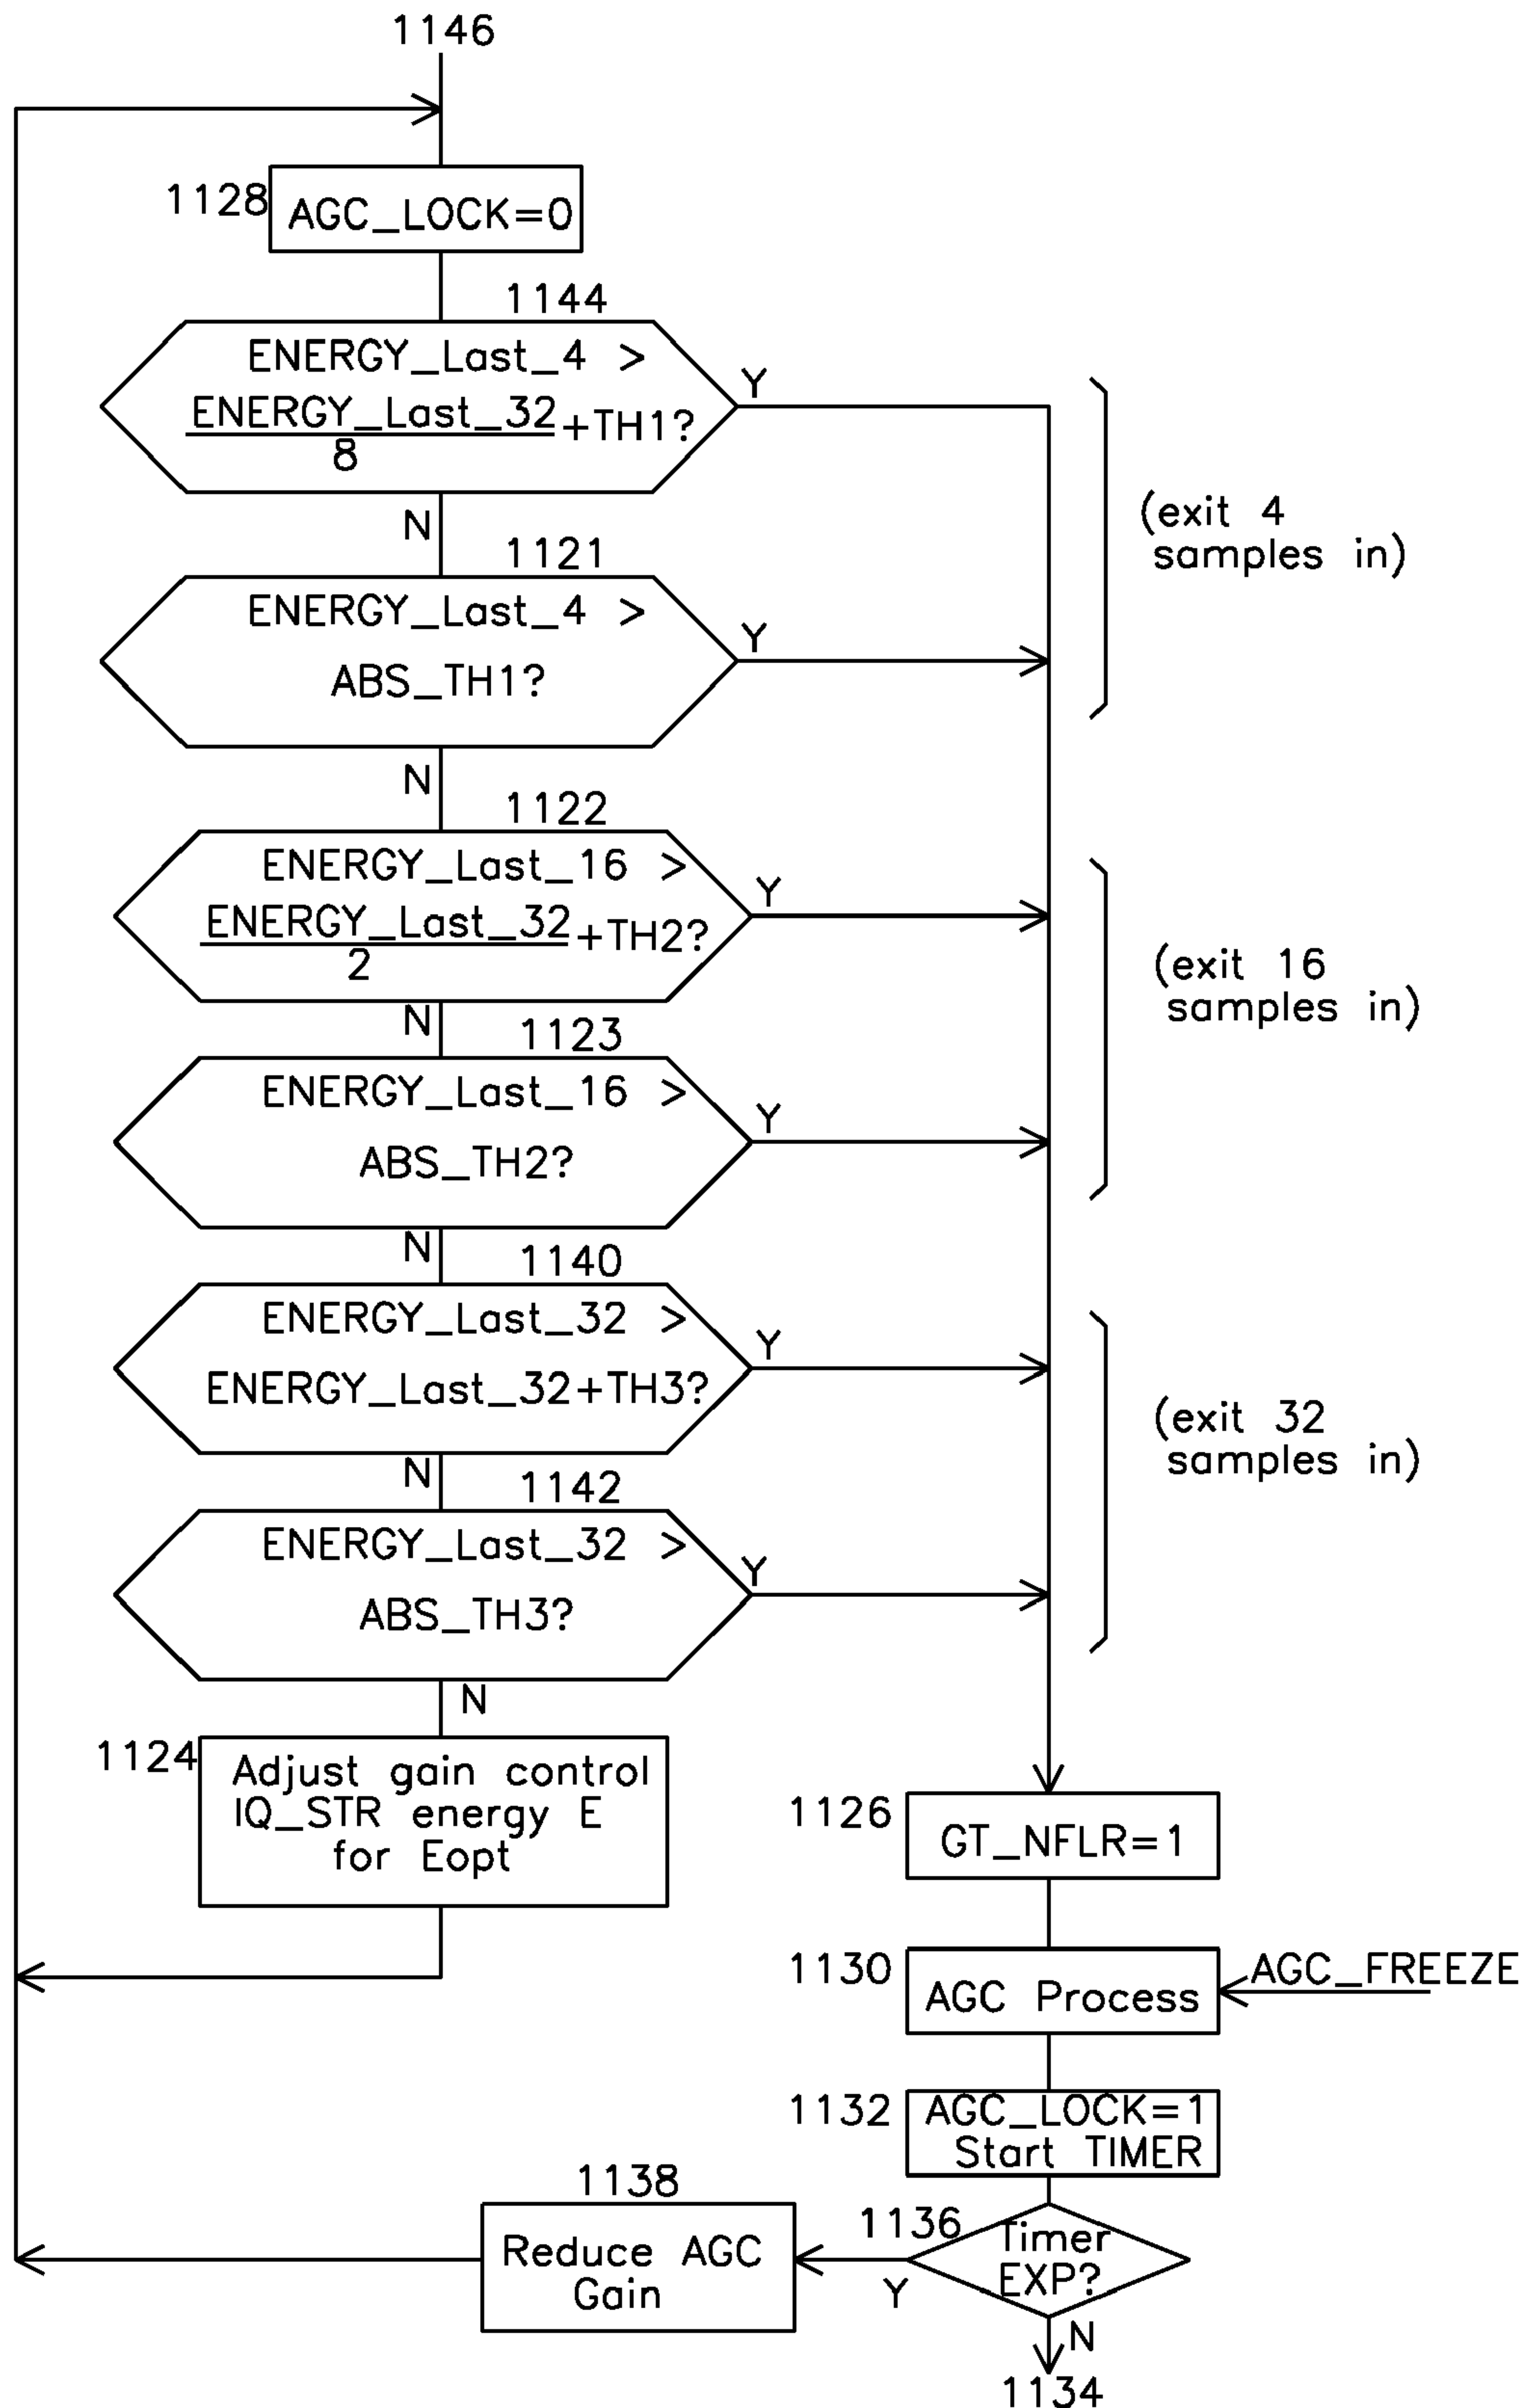 1146
1128
AGC_LOCK=0
1144
ENERGY_Last_4 >
Y
ENERGY_Last_32
+TH1?
8
(exit 4
samples in)
N
1121
ENERGY_Last_4 >
Y
ABS_TH1?
N
1122
ENERGY_Last_16 >
Y
ENERGY_Last_32
+TH2?
2
(exit 16
samples in)
N
1123
ENERGY_Last_16 >
Y
ABS_TH2?
N
1140
ENERGY_Last_32 >
Y
ENERGY_Last_32+TH3?
(exit 32
samples in)
N
1142
ENERGY_Last_32 >
Y
ABS_TH3?
N
1124
Adjust gain control
IQ_STR energy E
for Eopt
1126
GT_NFLR=1
1130
AGC Process
AGC_FREEZE
1132
AGC_LOCK=1
Start TIMER
1138
Reduce AGC
Gain
1136
Timer
EXP?
Y
N
1134